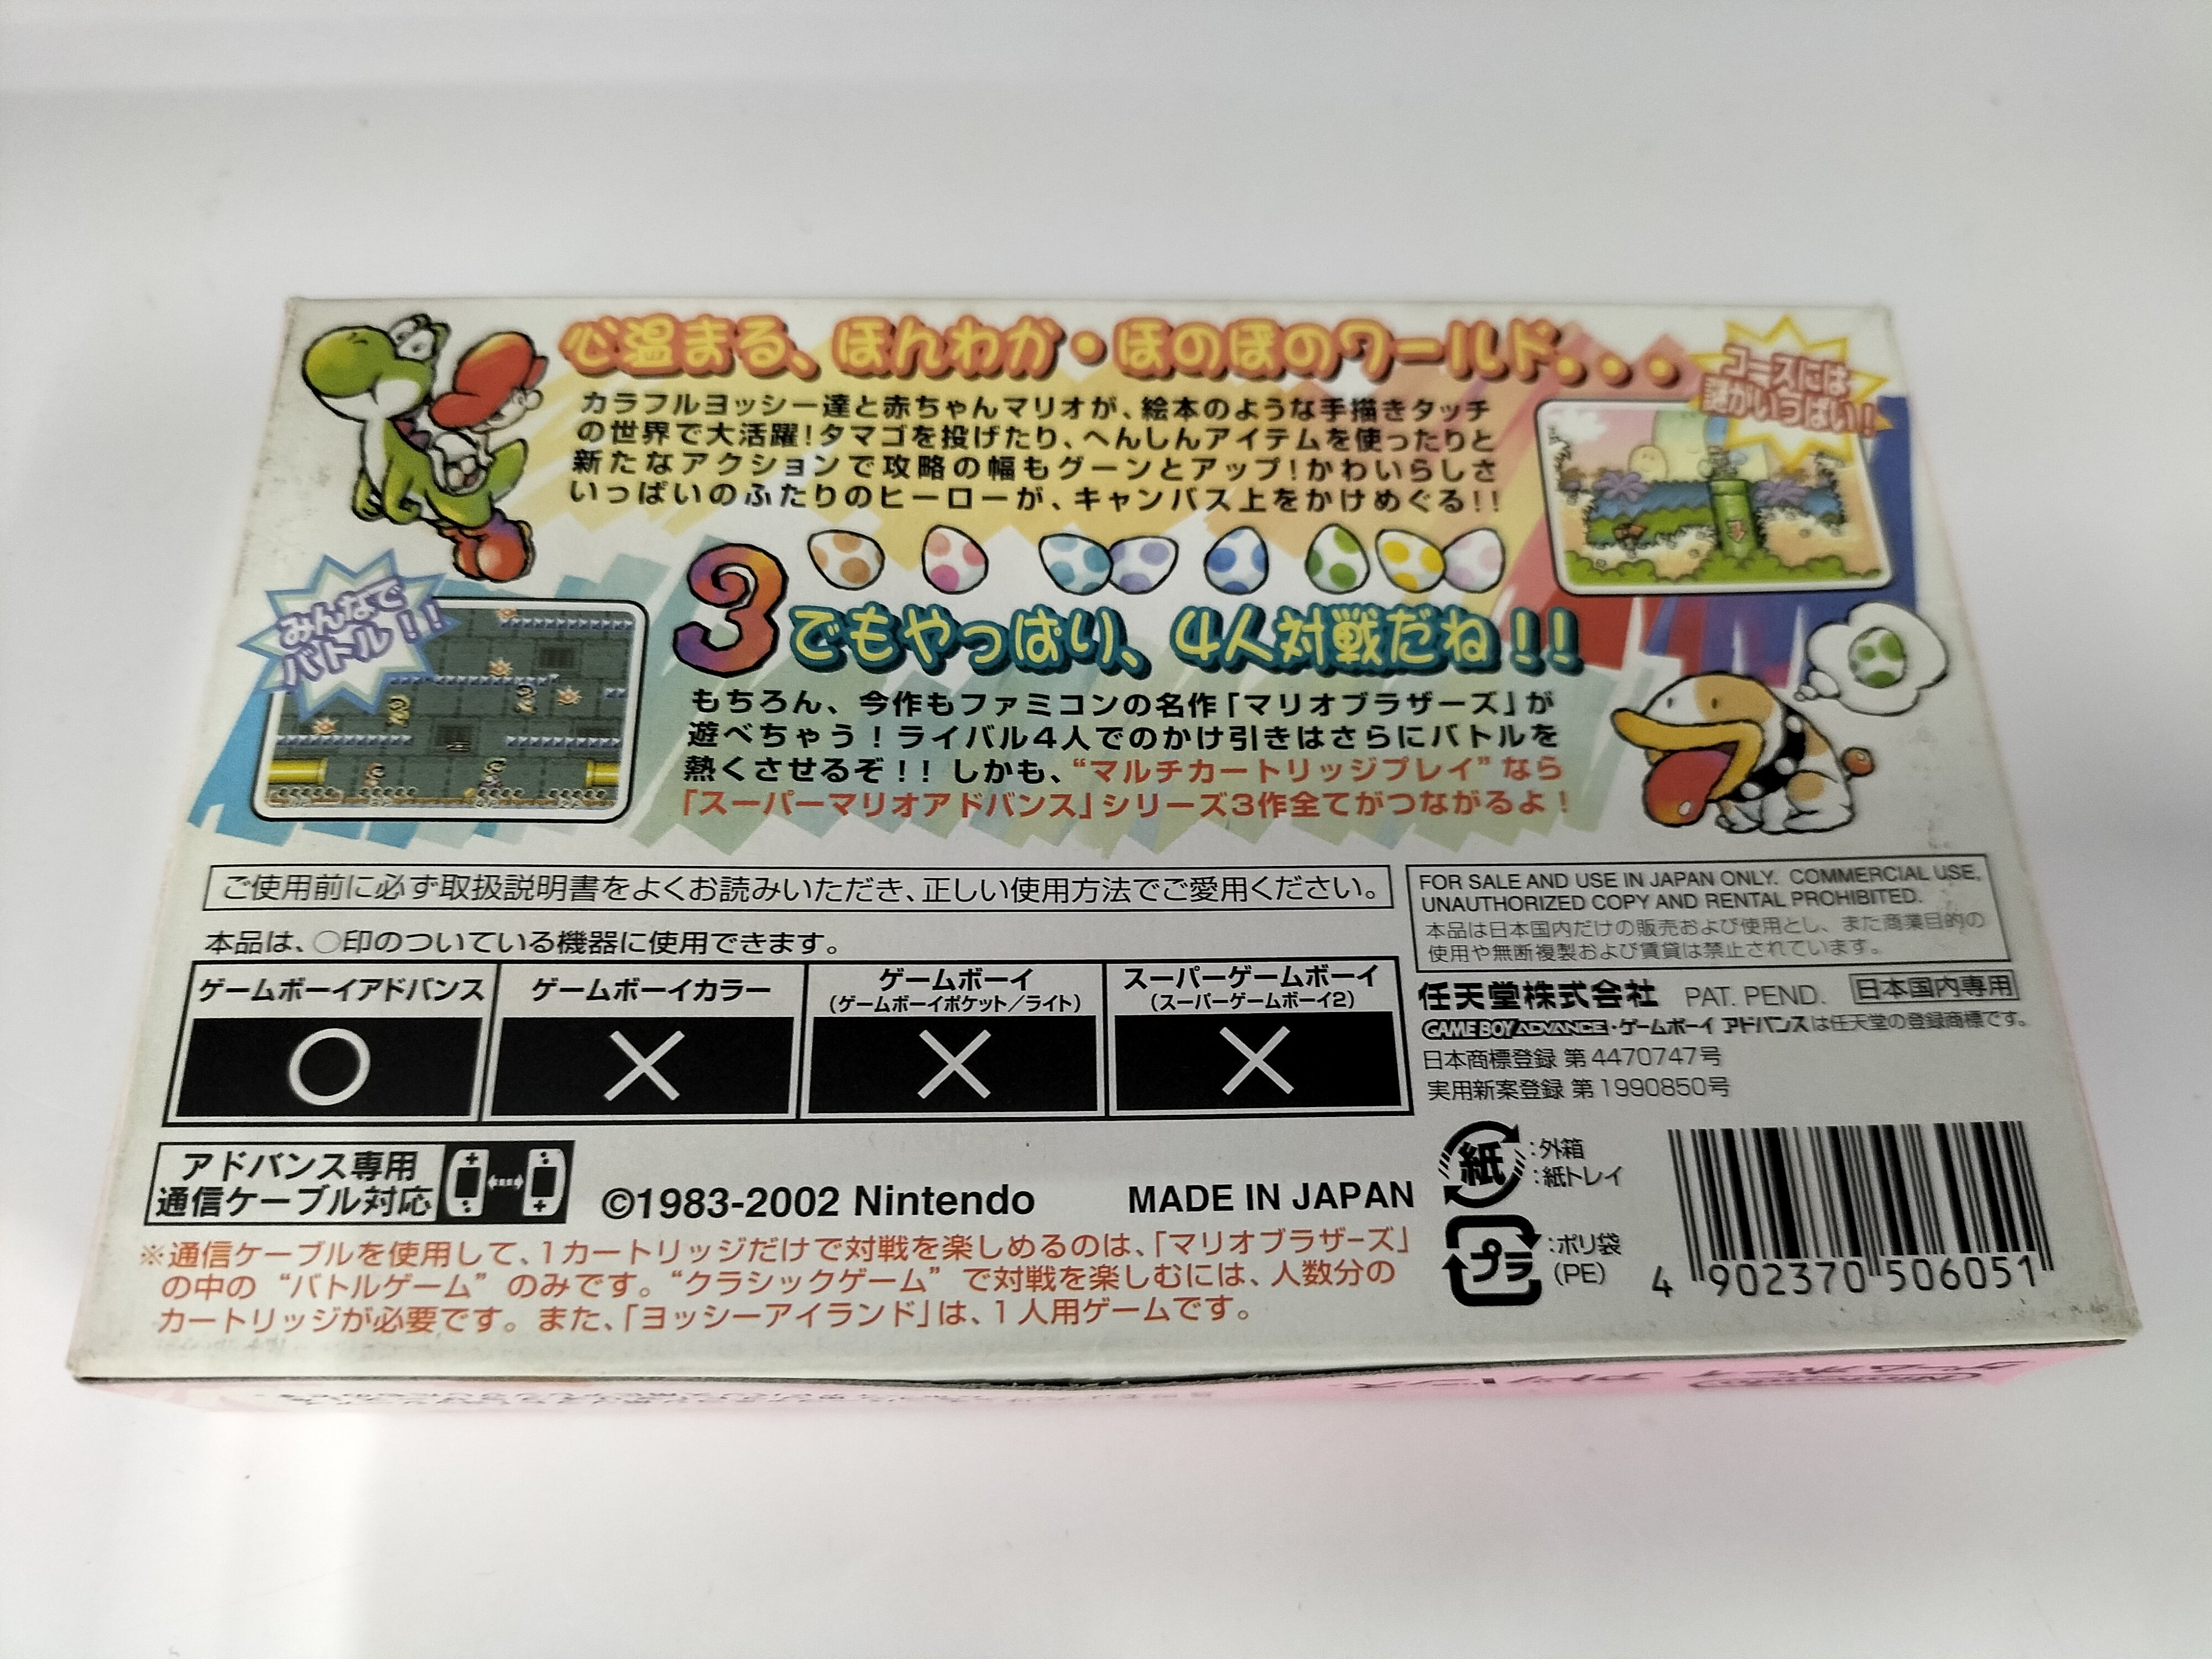 心温まる、ほんわか・ほのぼのワールド...
コースには
謎がいっぱい！
カラフルヨッシー達と赤ちゃんマリオが、絵本のような手描きタッチ
の世界で大活躍！タマゴを投げたり、へんしんアイテムを使ったりと
新たなアクションで攻略の幅もグーンとアップ！かわいらしさ
いっぱいのふたりのヒーローが、キャンバス上をかけめぐる！！
みんなで
バトル！！
3でもやっぱり、4人対戦だね！！
もちろん、今作もファミコンの名作「マリオブラザーズ」が
遊べちゃう！ライバル4人でのかけ引きはさらにバトルを
熱くさせるぞ！！しかも、“マルチカートリッジプレイ”なら
「スーパーマリオアドバンス」シリーズ3作全てがつながるよ！
ご使用前に必ず取扱説明書をよくお読みいただき、正しい使用方法でご愛用ください。
本品は、○印のついている機器に使用できます。
ゲームボーイアドバンス ゲームボーイカラー ゲームボーイ スーパーゲームボーイ
(ゲームボーイポケット／ライト) (スーパーゲームボーイ2)
○ × × ×
アドバンス専用
通信ケーブル対応
©1983-2002 Nintendo MADE IN JAPAN
※通信ケーブルを使用して、1カートリッジだけで対戦を楽しめるのは、「マリオブラザーズ」
の中の “バトルゲーム” のみです。“クラシックゲーム” で対戦を楽しむには、人数分の
カートリッジが必要です。また、「ヨッシーアイランド」は、1人用ゲームです。
FOR SALE AND USE IN JAPAN ONLY. COMMERCIAL USE,
UNAUTHORIZED COPY AND RENTAL PROHIBITED.
本品は日本国内だけの販売および使用とし、また商業目的の
使用や無断複製および賃貸は禁止されています。
任天堂株式会社 PAT. PEND. 日本国内専用
GAME BOY ADVANCE・ゲームボーイ アドバンスは任天堂の登録商標です。
日本商標登録 第4470747号
実用新案登録 第1990850号
紙 :外箱
:紙トレイ
プラ :ポリ袋
(PE)
4 902370 506051